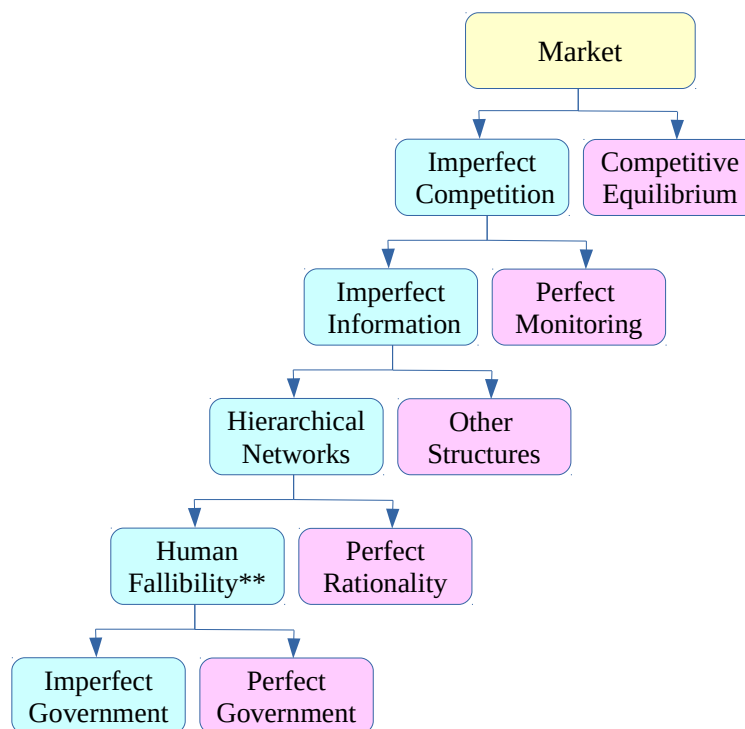 Market
Imperfect
Competition
Competitive
Equilibrium
Imperfect
Information
Perfect
Monitoring
Hierarchical
Networks
Other
Structures
Human
Fallibility**
Perfect
Rationality
Imperfect
Government
Perfect
Government